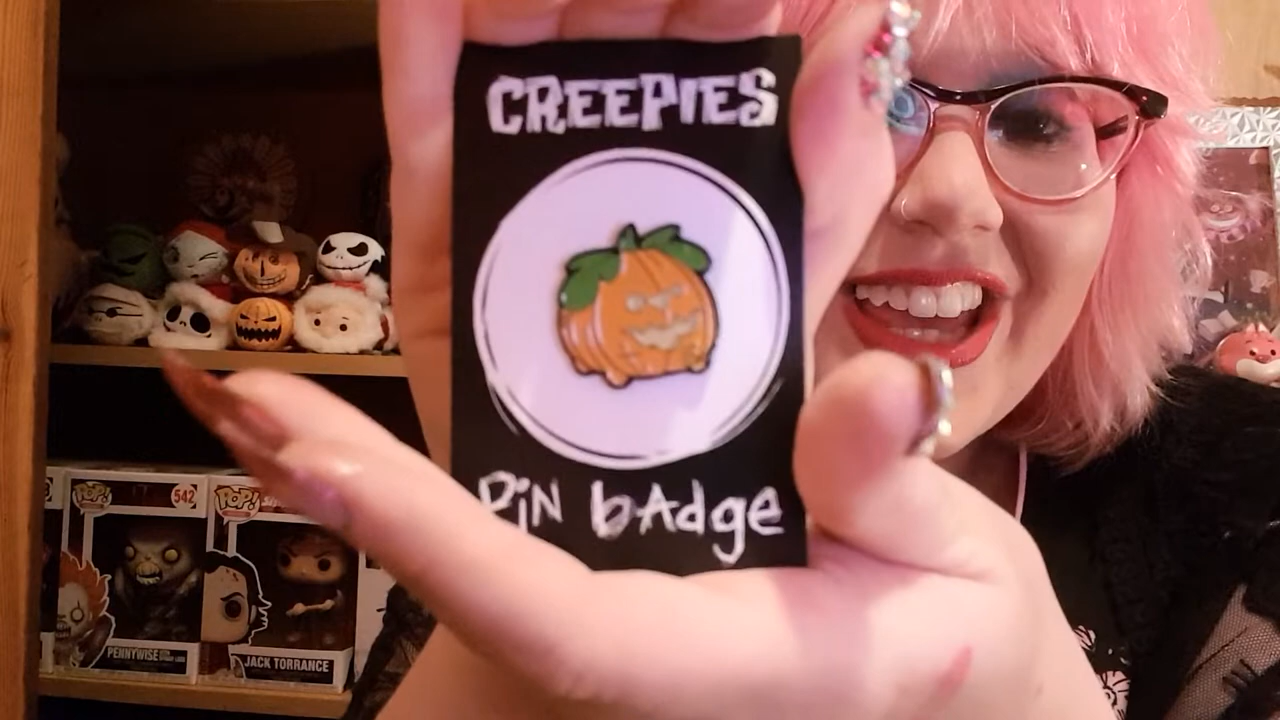 CREEPIES
PiN bAdge
POP!
542
POP!
PENNYWISE
JACK TORRANCE